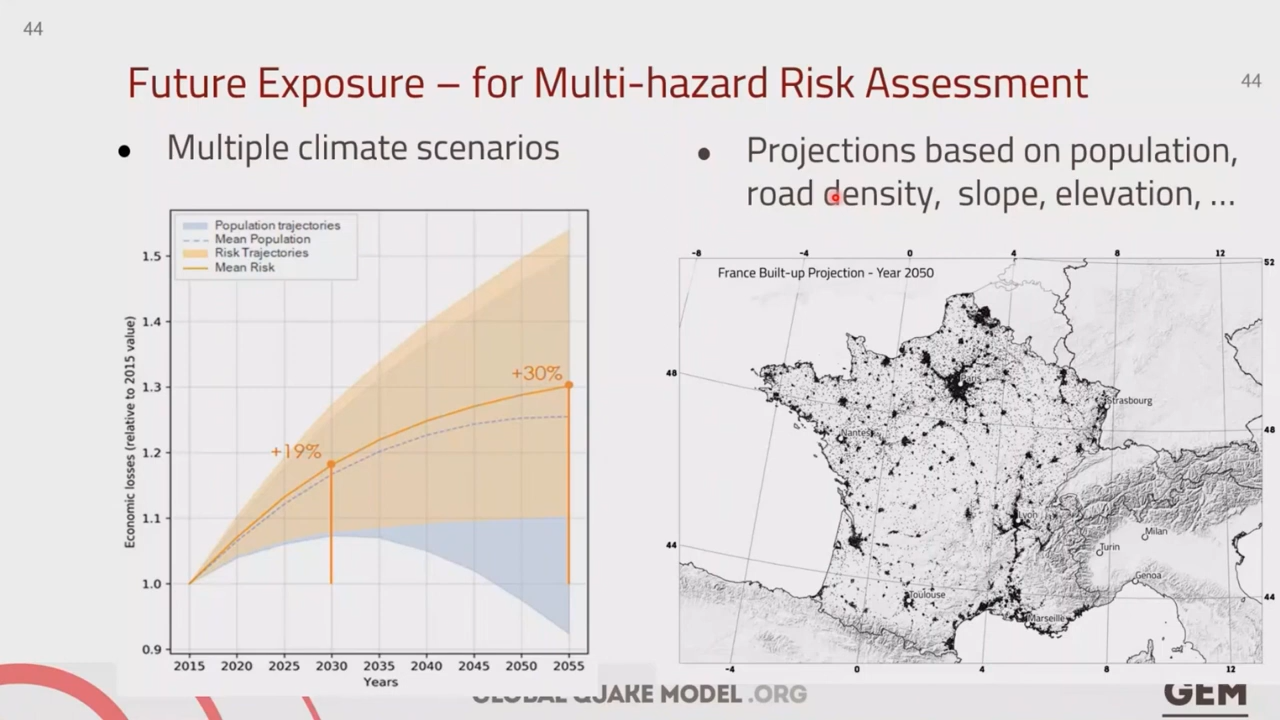 44
Future Exposure – for Multi-hazard Risk Assessment
44
• Multiple climate scenarios
• Projections based on population,
road density, slope, elevation, ...
Population trajectories
Mean Population
Risk Trajectories
Mean Risk
Economic losses (relative to 2015 value)
1.5
1.4
1.3
1.2
1.1
1.0
0.9
+19%
+30%
2015 2020 2025 2030 2035 2040 2045 2050 2055
Years
-8 -4 0 4 8 12 52
France Built-up Projection - Year 2050
48
Strasbourg
Nantes
48
Lyon
Milan
44
Turin
Genoa
Toulouse
44
Marseille
-4 0 4 8 12
GLOBAL QUAKE MODEL .ORG
GEM